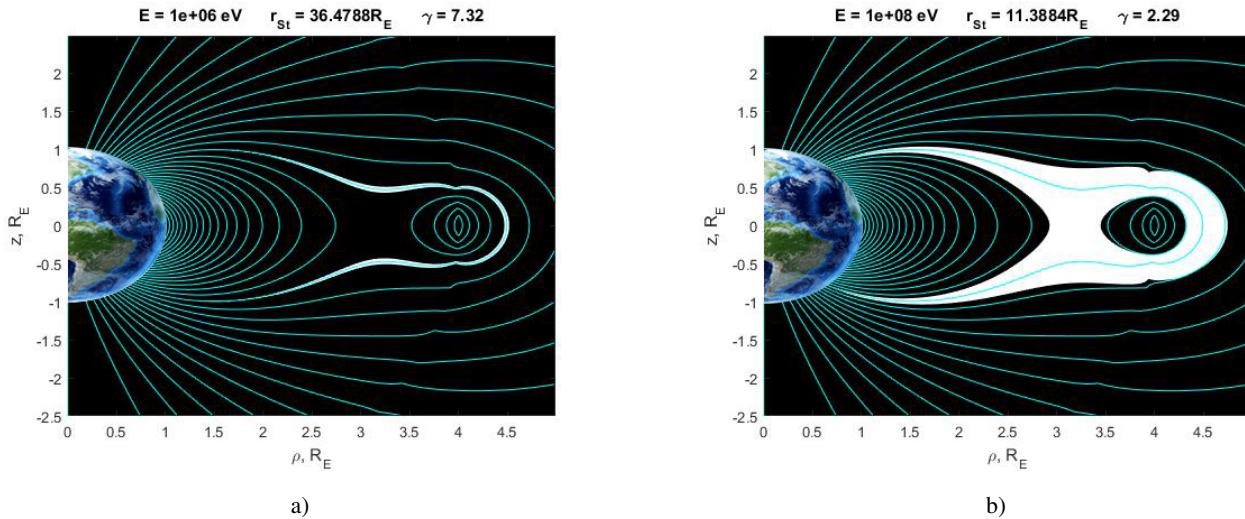 E = 1e+06 eV r_St = 36.4788R_E γ = 7.32
2
1.5
1
0.5
0
-0.5
-1
-1.5
-2
-2.5
z, R_E
0 0.5 1 1.5 2 2.5 3 3.5 4 4.5
ρ, R_E
a)
E = 1e+08 eV r_St = 11.3884R_E γ = 2.29
2
1.5
1
0.5
0
-0.5
-1
-1.5
-2
-2.5
z, R_E
0 0.5 1 1.5 2 2.5 3 3.5 4 4.5
ρ, R_E
b)